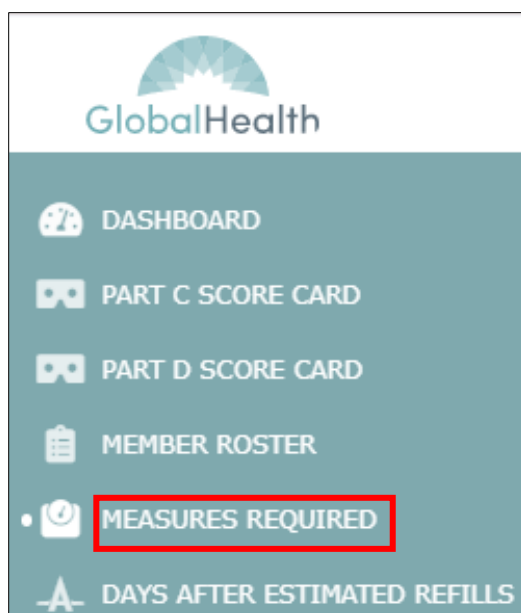 GlobalHealth
DASHBOARD
PART C SCORE CARD
PART D SCORE CARD
MEMBER ROSTER
MEASURES REQUIRED
DAYS AFTER ESTIMATED REFILLS